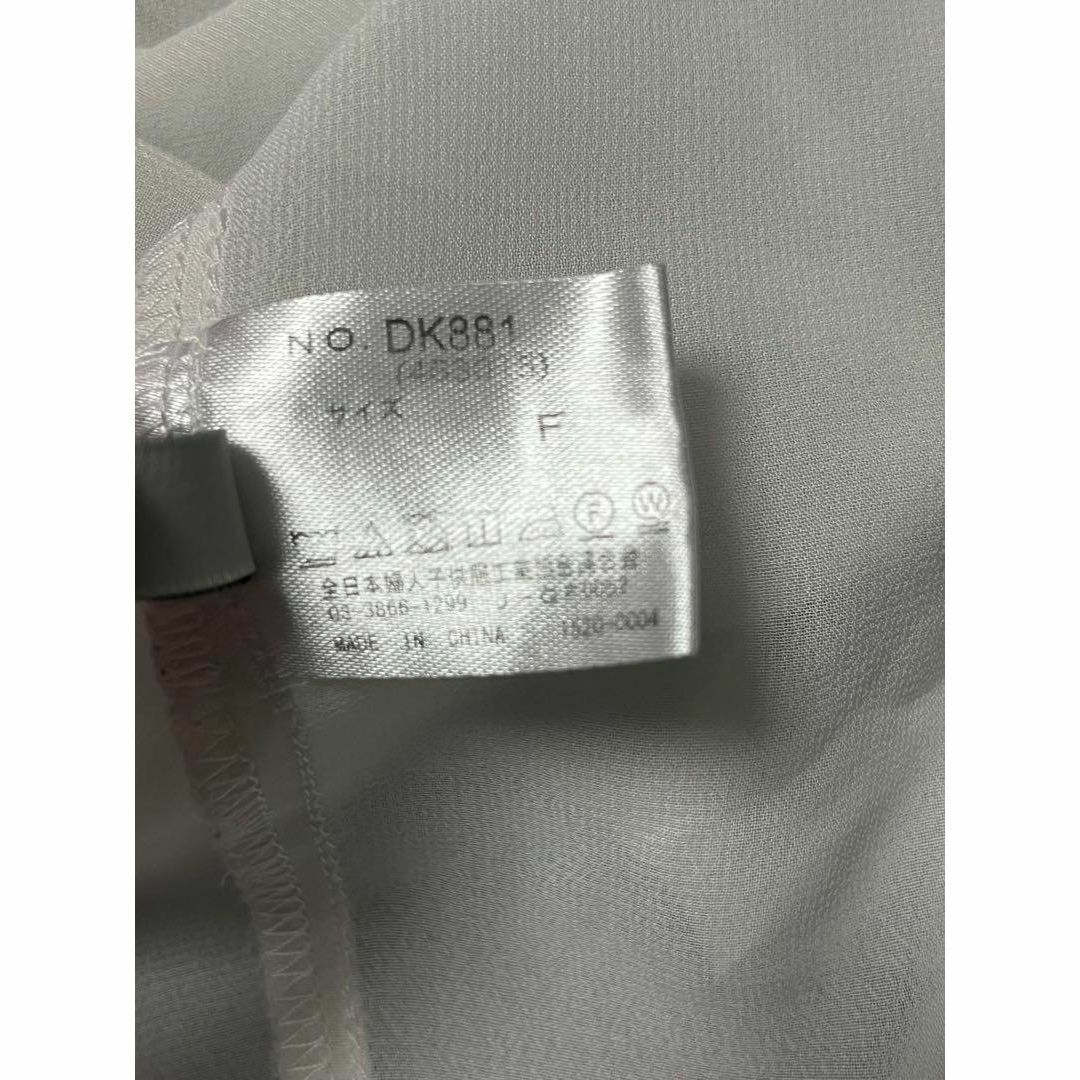 NO. DK881
サイズ
F
F W
全日本婦人子供服工業組合連合会
03-3866-1299
MADE IN CHINA 1520-0004